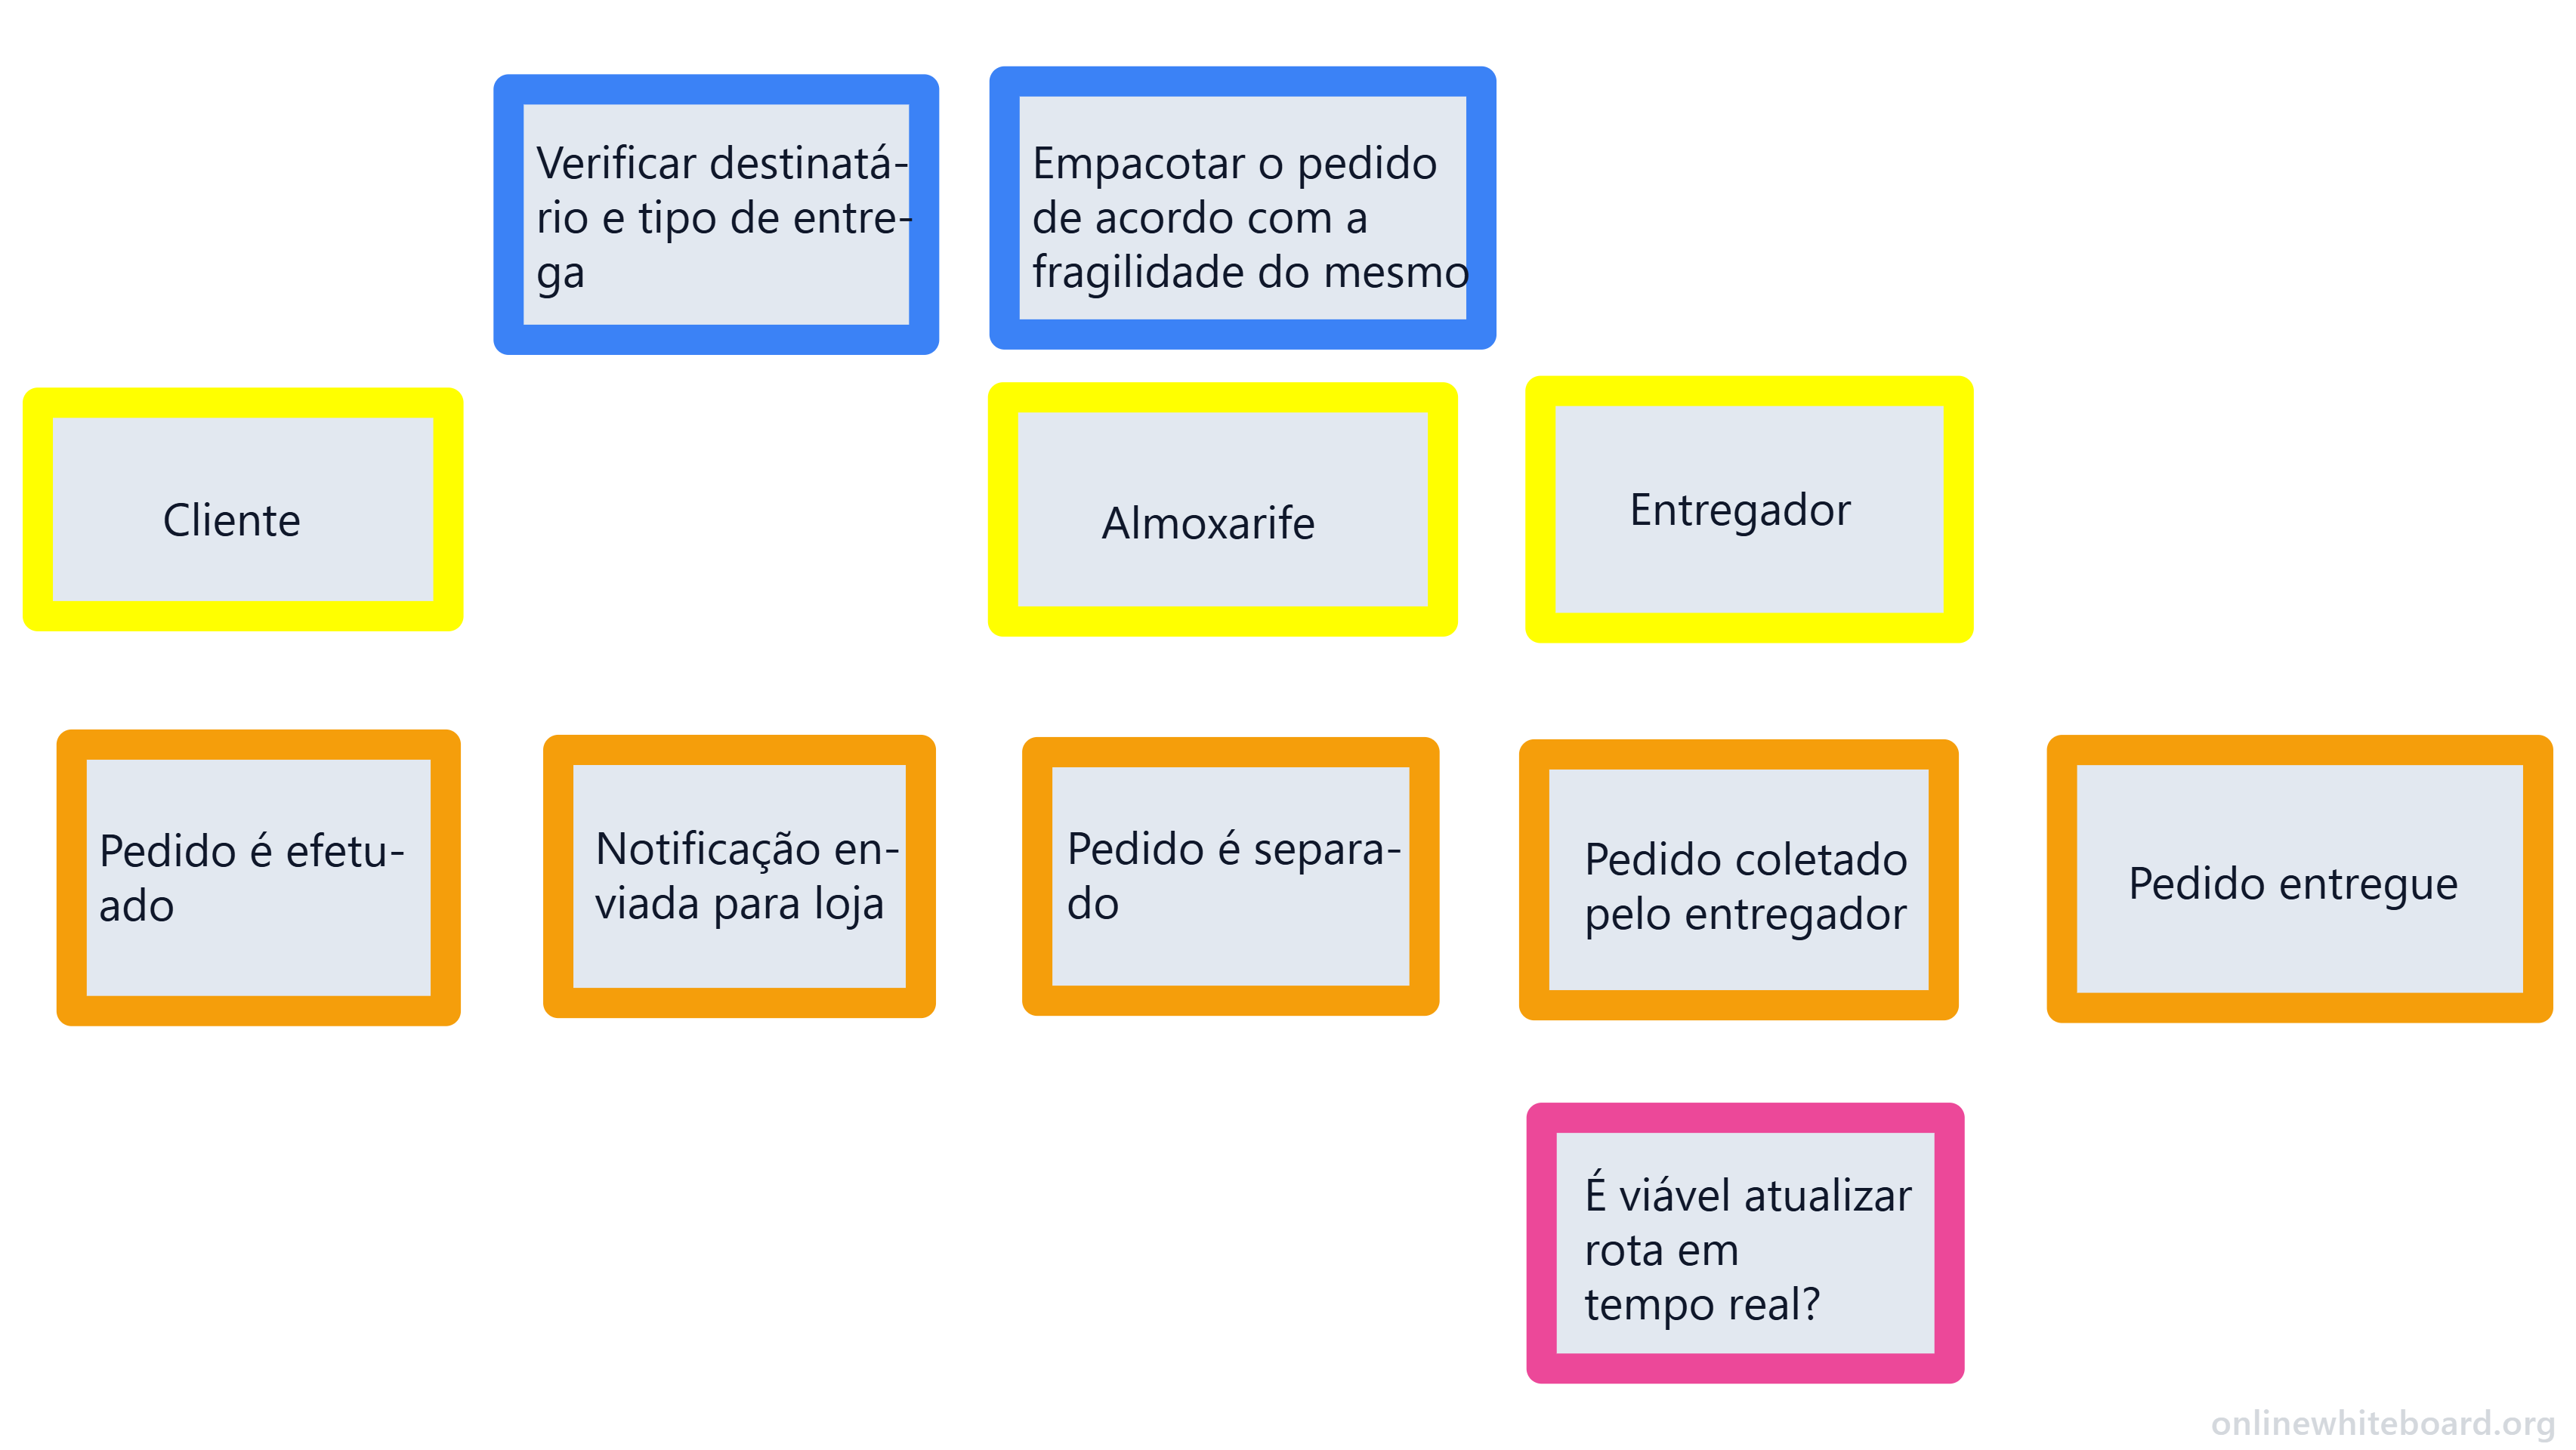 Verificar destinatá-
rio e tipo de entre-
ga
Empacotar o pedido
de acordo com a
fragilidade do mesmo
Cliente
Almoxarife
Entregador
Pedido é efetu-
ado
Notificação en-
viada para loja
Pedido é separa-
do
Pedido coletado
pelo entregador
Pedido entregue
É viável atualizar
rota em
tempo real?
onlinewhiteboard.org